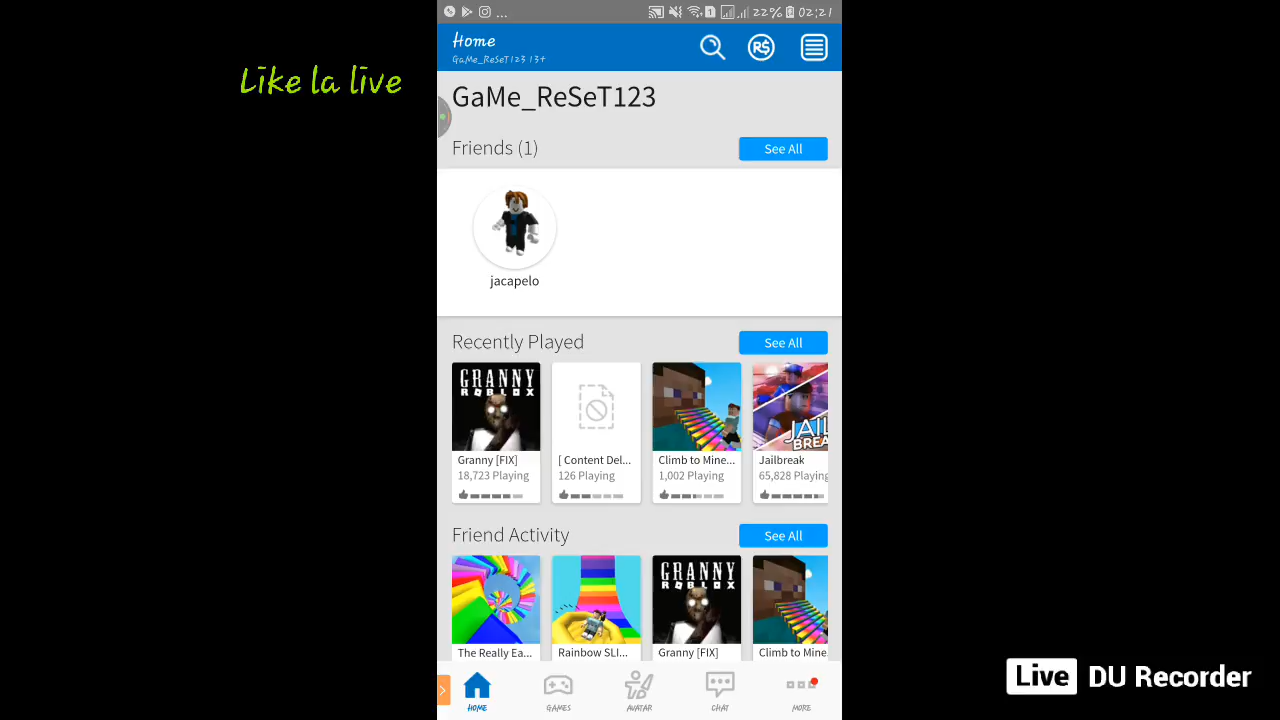 ... 1 22% 02:21
Home
GaMe_ReSeT123 13+
R$
Like la live
GaMe_ReSeT123
Friends (1)
See All
jacapelo
Recently Played
See All
GRANNY
ROBLOX
JAIL
BREA
Granny [FIX]
[ Content Del...
Climb to Mine...
Jailbreak
18,723 Playing
126 Playing
1,002 Playing
65,828 Playing
Friend Activity
See All
GRANNY
ROBLOX
The Really Ea...
Rainbow SLI...
Granny [FIX]
Climb to Mine
HOME
GAMES
AVATAR
CHAT
MORE
Live DU Recorder